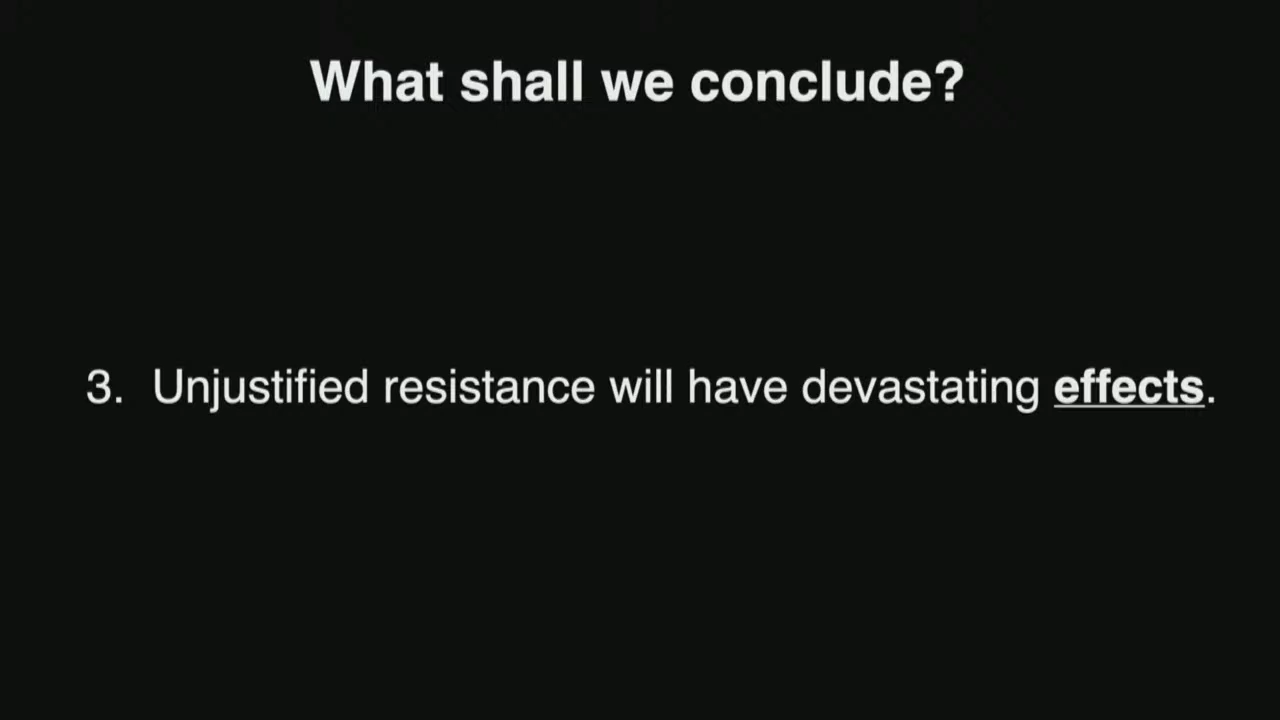 What shall we conclude?
3. Unjustified resistance will have devastating effects.